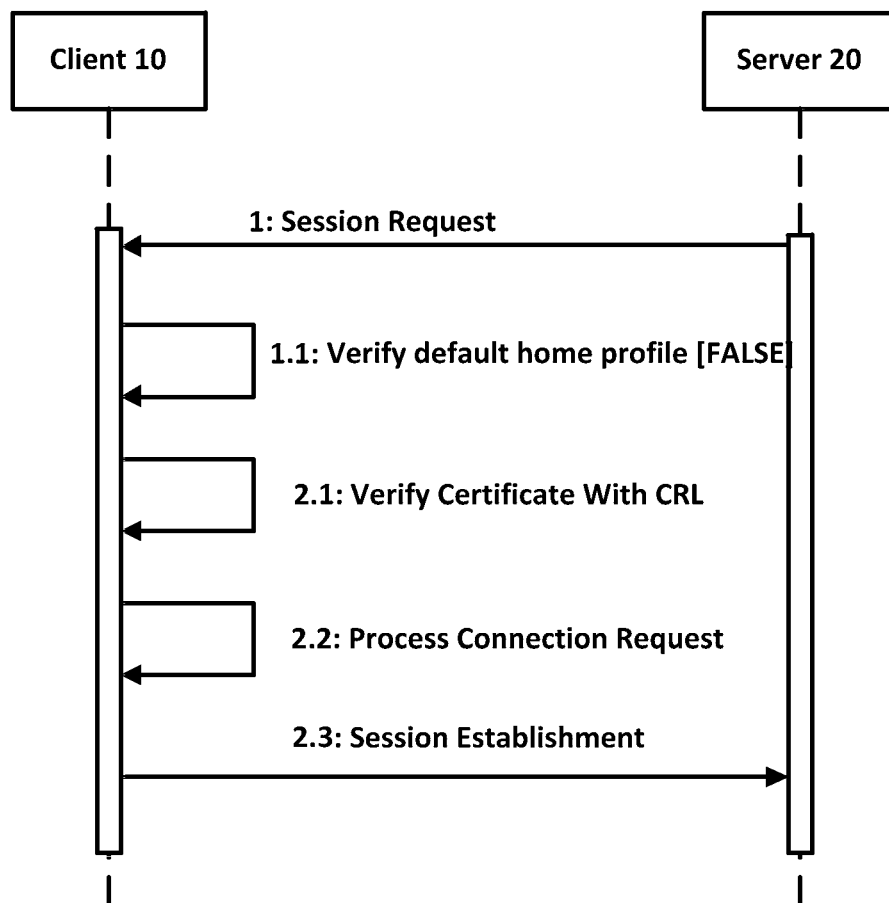 Client 10
Server 20
1: Session Request
1.1: Verify default home profile [FALSE]
2.1: Verify Certificate With CRL
2.2: Process Connection Request
2.3: Session Establishment